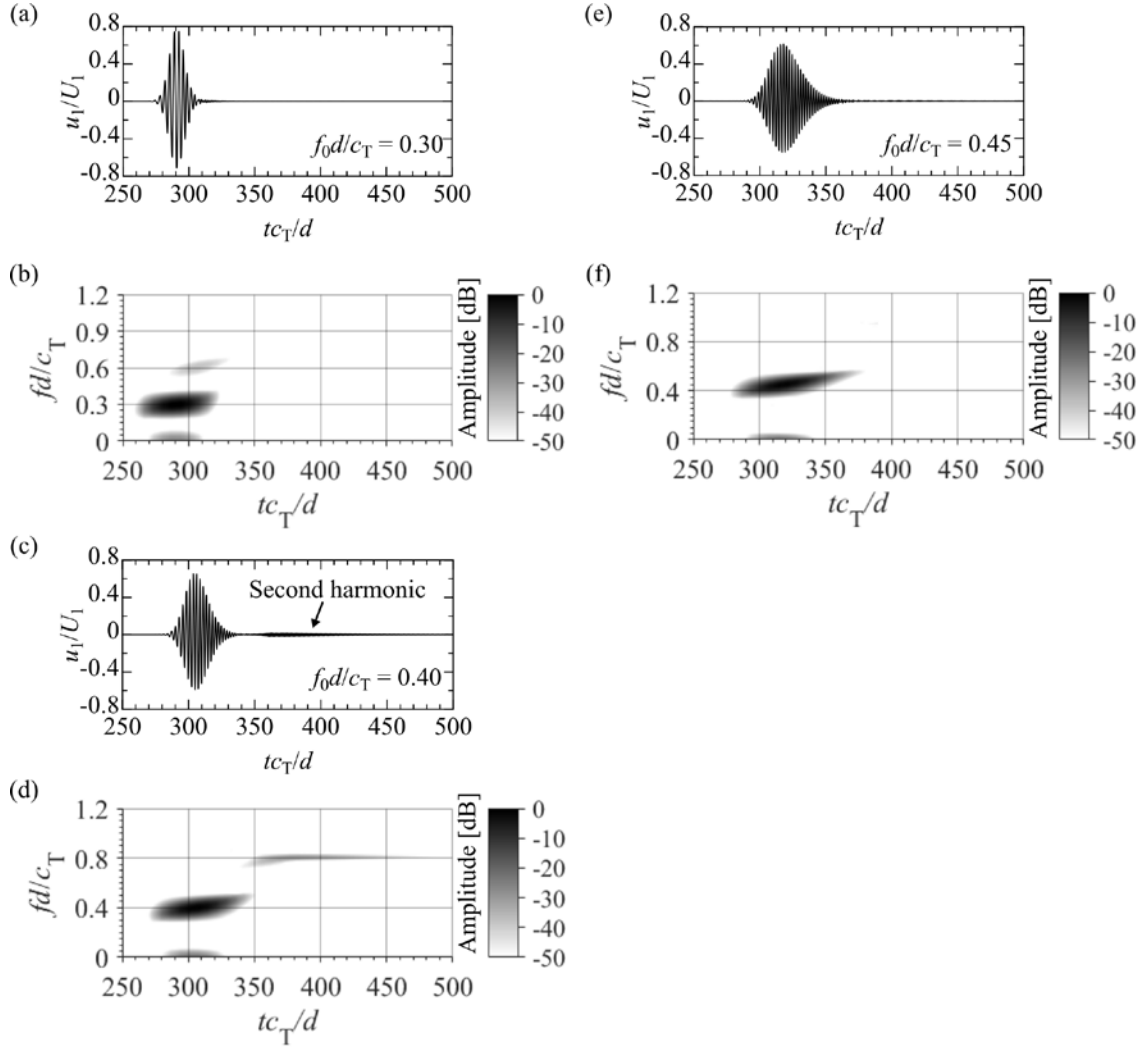 (a)
0.8
0.4
0
-0.4
-0.8
u1/U1
f0d/cT = 0.30
250 300 350 400 450 500
tcT/d
(b)
1.2
0.9
0.6
0.3
0
fd/cT
250 300 350 400 450 500
tcT/d
Amplitude [dB]
0
-10
-20
-30
-40
-50
(c)
0.8
0.4
0
-0.4
-0.8
u1/U1
Second harmonic
f0d/cT = 0.40
250 300 350 400 450 500
tcT/d
(d)
1.2
0.8
0.4
0
fd/cT
250 300 350 400 450 500
tcT/d
Amplitude [dB]
0
-10
-20
-30
-40
-50
(e)
0.8
0.4
0
-0.4
-0.8
u1/U1
f0d/cT = 0.45
250 300 350 400 450 500
tcT/d
(f)
1.2
0.8
0.4
0
fd/cT
250 300 350 400 450 500
tcT/d
Amplitude [dB]
0
-10
-20
-30
-40
-50